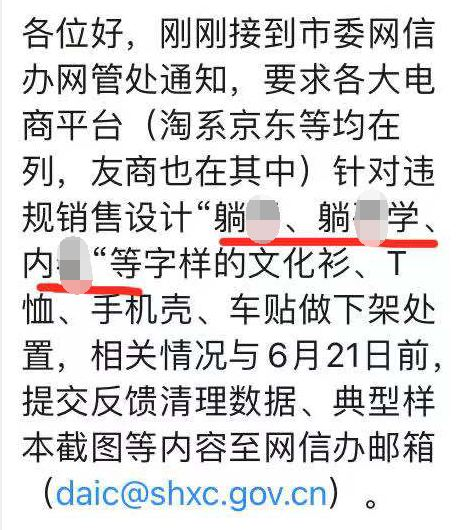 各位好，刚刚接到市委网信
办网管处通知，要求各大电
商平台（淘系京东等均在
列，友商也在其中）针对违
规销售设计“躺、躺学、
内“等字样的文化衫、T
恤、手机壳、车贴做下架处
置，相关情况与6月21日前，
提交反馈清理数据、典型样
本截图等内容至网信办邮箱
（daic@shxc.gov.cn）。